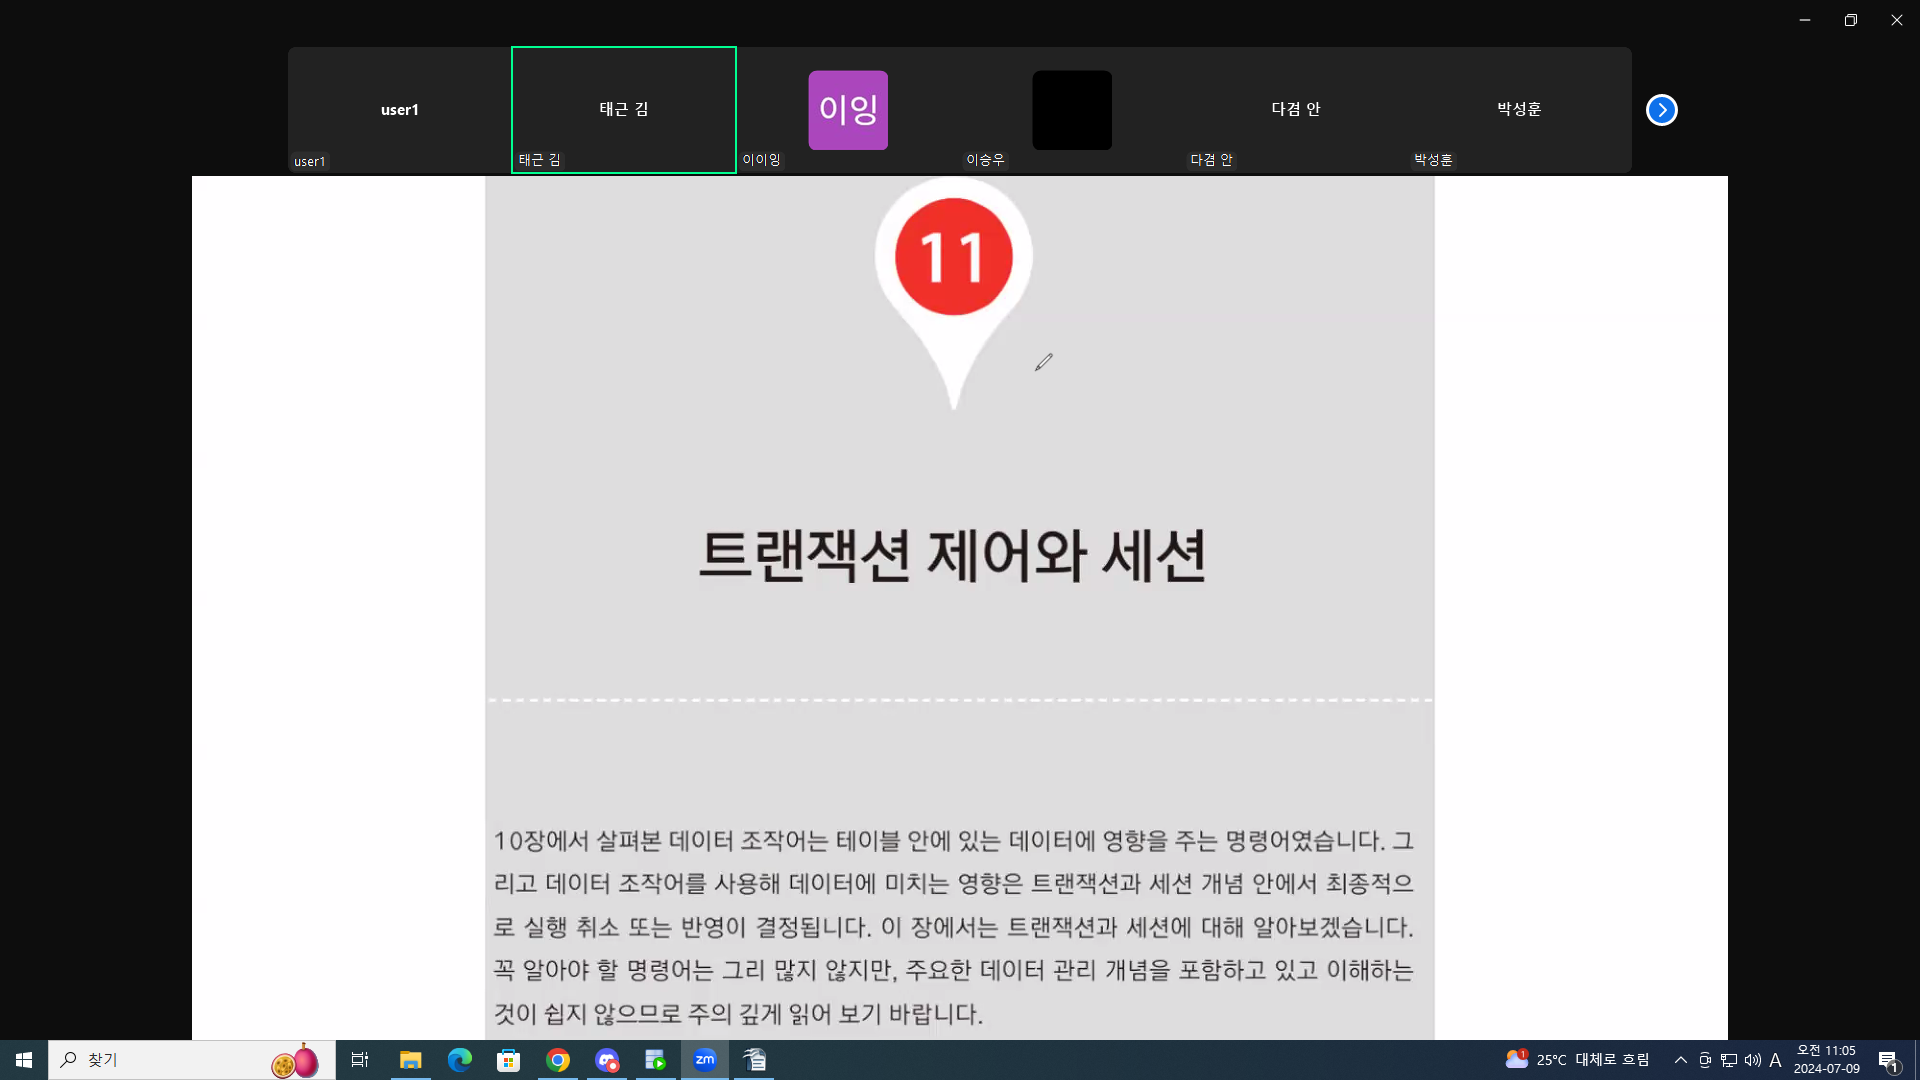 user1
태근 김
이잉
다겸 안
박성훈
user1
태근 김
이이잉
이승우
다겸 안
박성훈
11
트랜잭션 제어와 세션
10장에서 살펴본 데이터 조작어는 테이블 안에 있는 데이터에 영향을 주는 명령어였습니다. 그
리고 데이터 조작어를 사용해 데이터에 미치는 영향은 트랜잭션과 세션 개념 안에서 최종적으
로 실행 취소 또는 반영이 결정됩니다. 이 장에서는 트랜잭션과 세션에 대해 알아보겠습니다.
꼭 알아야 할 명령어는 그리 많지 않지만, 주요한 데이터 관리 개념을 포함하고 있고 이해하는
것이 쉽지 않으므로 주의 깊게 읽어 보기 바랍니다.
찾기
zm
1
25°C 대체로 흐림
A
오전 11:05
2024-07-09
1